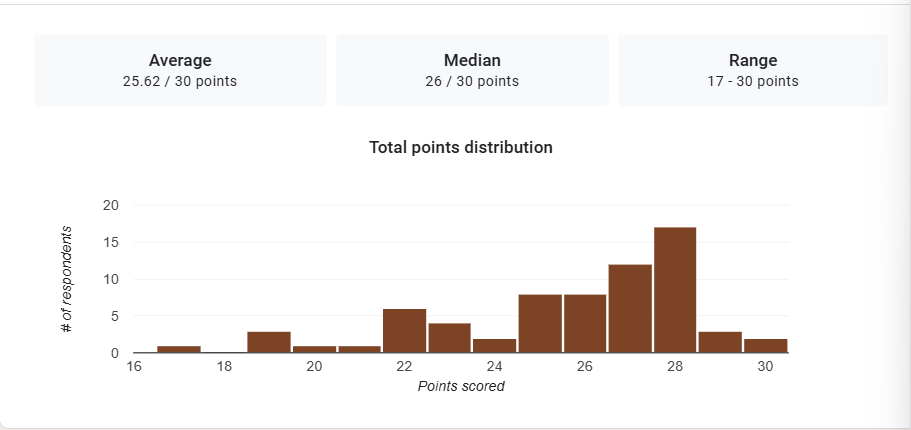 Average
25.62 / 30 points
Median
26 / 30 points
Range
17 - 30 points
Total points distribution
# of respondents
20
15
10
5
0
16 18 20 22 24 26 28 30
Points scored